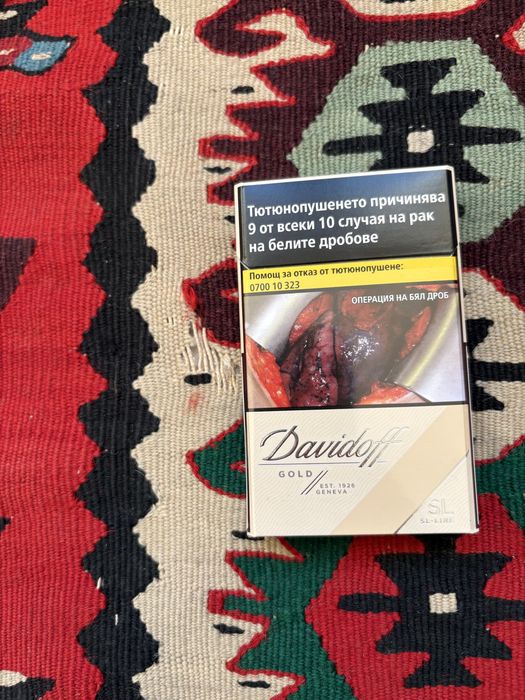 Тютюнопушенето причинява
9 от всеки 10 случая на рак
на белите дробове
Помощ за отказ от тютюнопушене:
0700 10 323
ОПЕРАЦИЯ НА БЯЛ ДРОБ
Davidoff
GOLD
EST. 1926
GENEVA
SL
SL-LINE